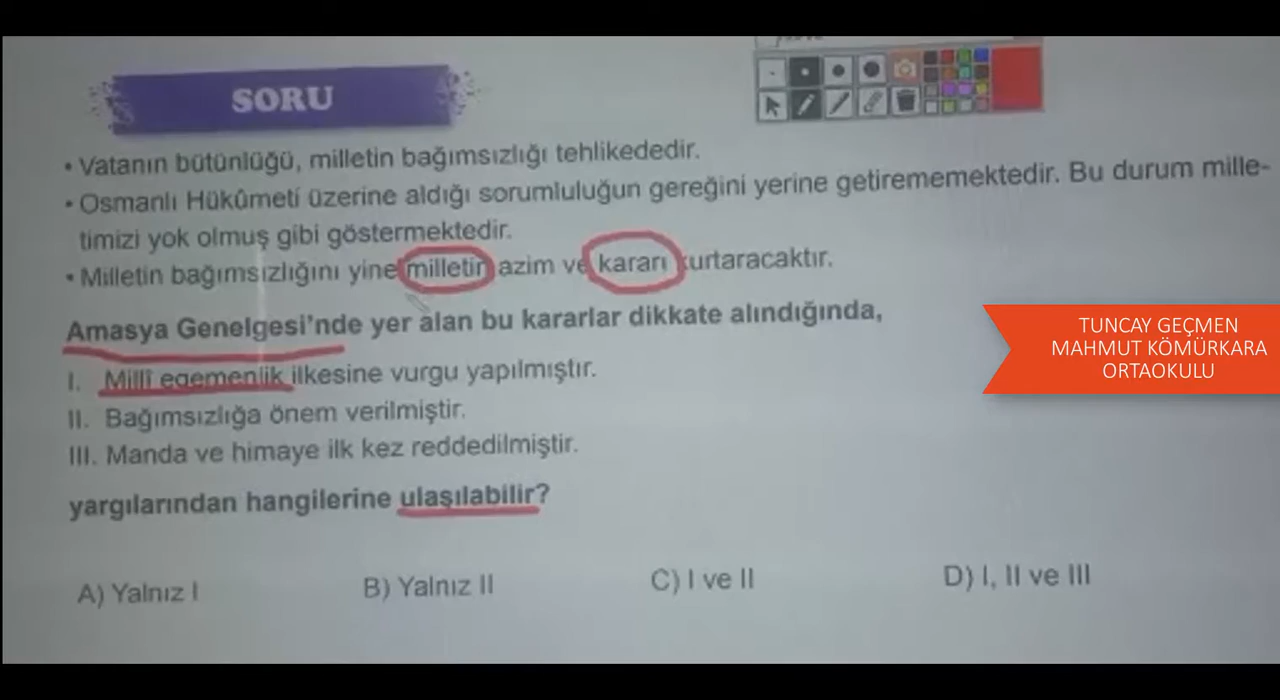 SORU
• Vatanın bütünlüğü, milletin bağımsızlığı tehlikededir.
• Osmanlı Hükûmeti üzerine aldığı sorumluluğun gereğini yerine getirememektedir. Bu durum mille-
timizi yok olmuş gibi göstermektedir.
• Milletin bağımsızlığını yine milletin azim ve kararı kurtaracaktır.
Amasya Genelgesi'nde yer alan bu kararlar dikkate alındığında,
I. Millî egemenlik ilkesine vurgu yapılmıştır.
II. Bağımsızlığa önem verilmiştir.
III. Manda ve himaye ilk kez reddedilmiştir.
yargılarından hangilerine ulaşılabilir?
A) Yalnız I
B) Yalnız II
C) I ve II
D) I, II ve III
TUNCAY GEÇMEN
MAHMUT KÖMÜRKARA
ORTAOKULU